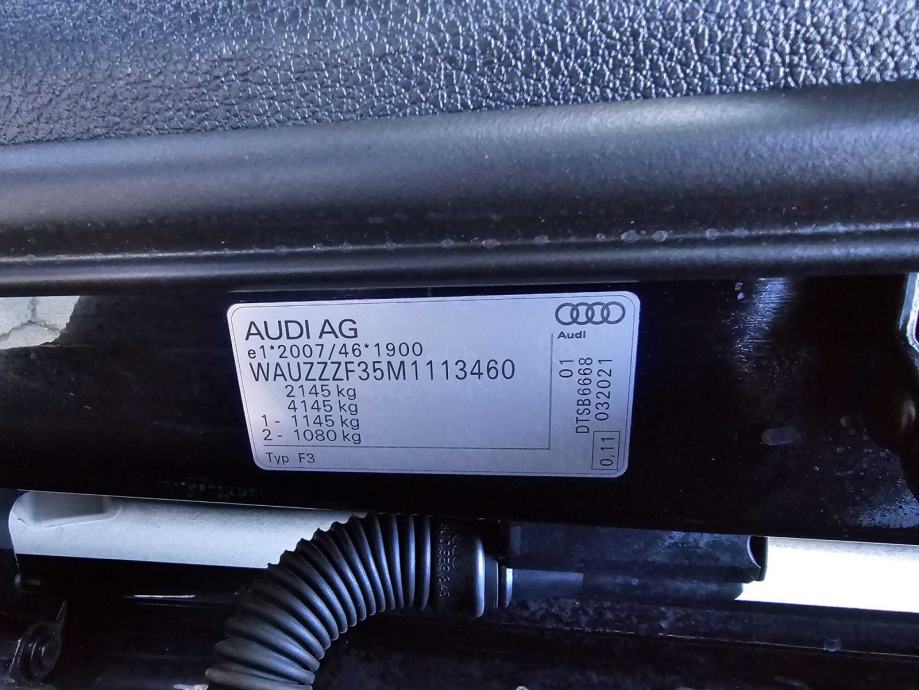 AUDI AG
e1*2007/46*1900
WAUZZZF35M1113460
2145 kg
4145 kg
1- 1145 kg
2- 1080 kg
Typ F3
Audi
01
DTSB6668
032021
0,11